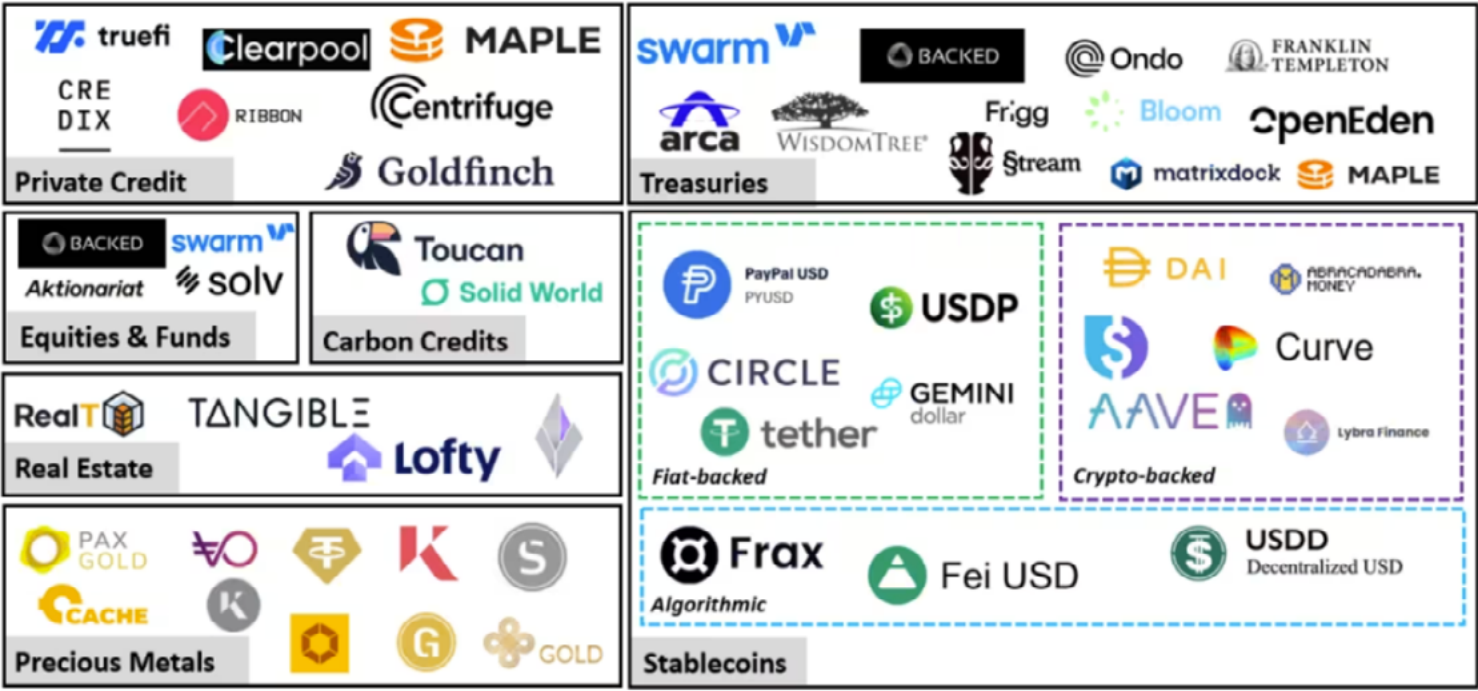 truefi
Clearpool
MAPLE
CRE
DIX
RIBBON
Centrifuge
Goldfinch
Private Credit
swarm
BACKED
Ondo
FRANKLIN
TEMPLETON
arca
WISDOMTREE®
Frigg
Bloom
OpenEden
Stream
matrixdock
MAPLE
Treasuries
BACKED
swarm
Aktionariat
solv
Equities & Funds
Toucan
Solid World
Carbon Credits
RealT
TANGIBLE
Lofty
Real Estate
PAX
GOLD
VO
K
S
CACHE
K
G
GOLD
Precious Metals
PayPal USD
PYUSD
USDP
CIRCLE
GEMINI
dollar
tether
Fiat-backed
DAI
ABRACADABRA.
MONEY
Curve
AAVE
Lybra Finance
Crypto-backed
Frax
Fei USD
USDD
Decentralized USD
Algorithmic
Stablecoins